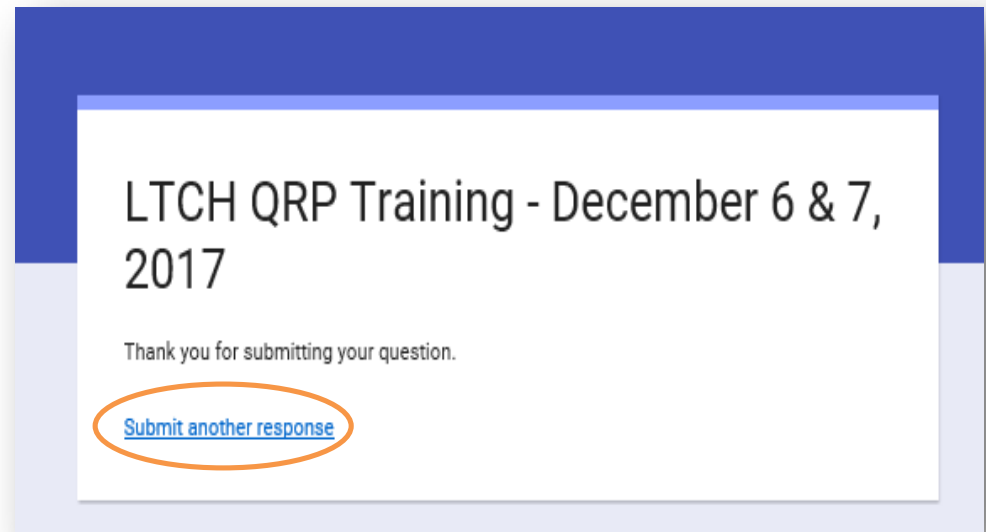 LTCH QRP Training - December 6 & 7,
2017
Thank you for submitting your question.
Submit another response